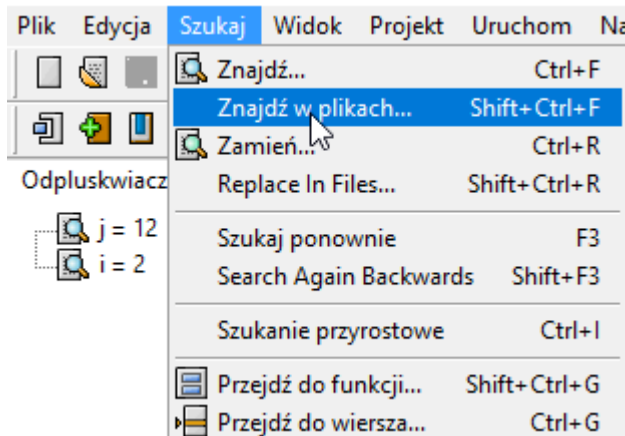 Plik Edycja Szukaj Widok Projekt Uruchom
Znajdź... Ctrl+F
Znajdź w plikach... Shift+Ctrl+F
Zamień... Ctrl+R
Odpluskwiacz Replace In Files... Shift+Ctrl+R
j = 12 Szukaj ponownie F3
i = 2 Search Again Backwards Shift+F3
Szukanie przyrostowe Ctrl+I
Przejdź do funkcji... Shift+Ctrl+G
Przejdź do wiersza... Ctrl+G